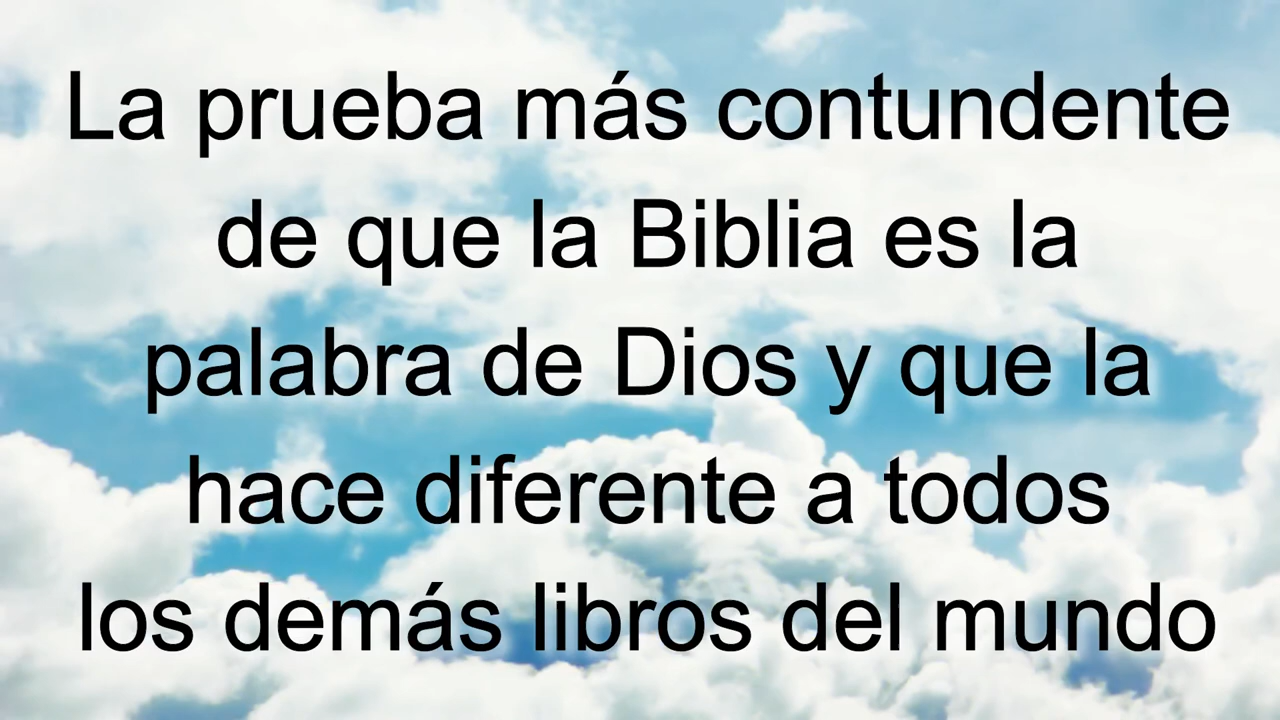 La prueba más contundente
de que la Biblia es la
palabra de Dios y que la
hace diferente a todos
los demás libros del mundo